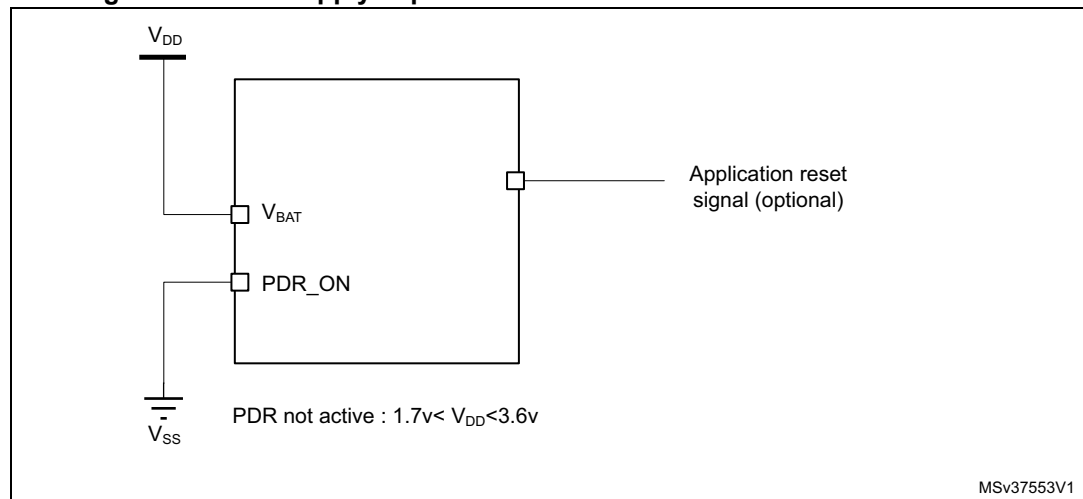 V_DD
V_BAT
Application reset
signal (optional)
PDR_ON
V_SS
PDR not active : 1.7v< V_DD<3.6v
MSv37553V1